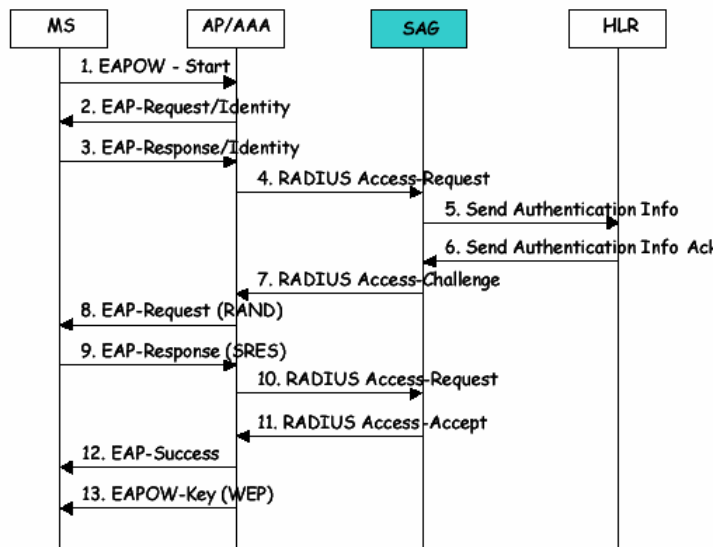 MS AP/AAA SAG HLR
1. EAPOW - Start
2. EAP-Request/Identity
3. EAP-Response/Identity
4. RADIUS Access-Request
5. Send Authentication Info
6. Send Authentication Info Ack
7. RADIUS Access-Challenge
8. EAP-Request (RAND)
9. EAP-Response (SRES)
10. RADIUS Access-Request
11. RADIUS Access-Accept
12. EAP-Success
13. EAPOW-Key (WEP)